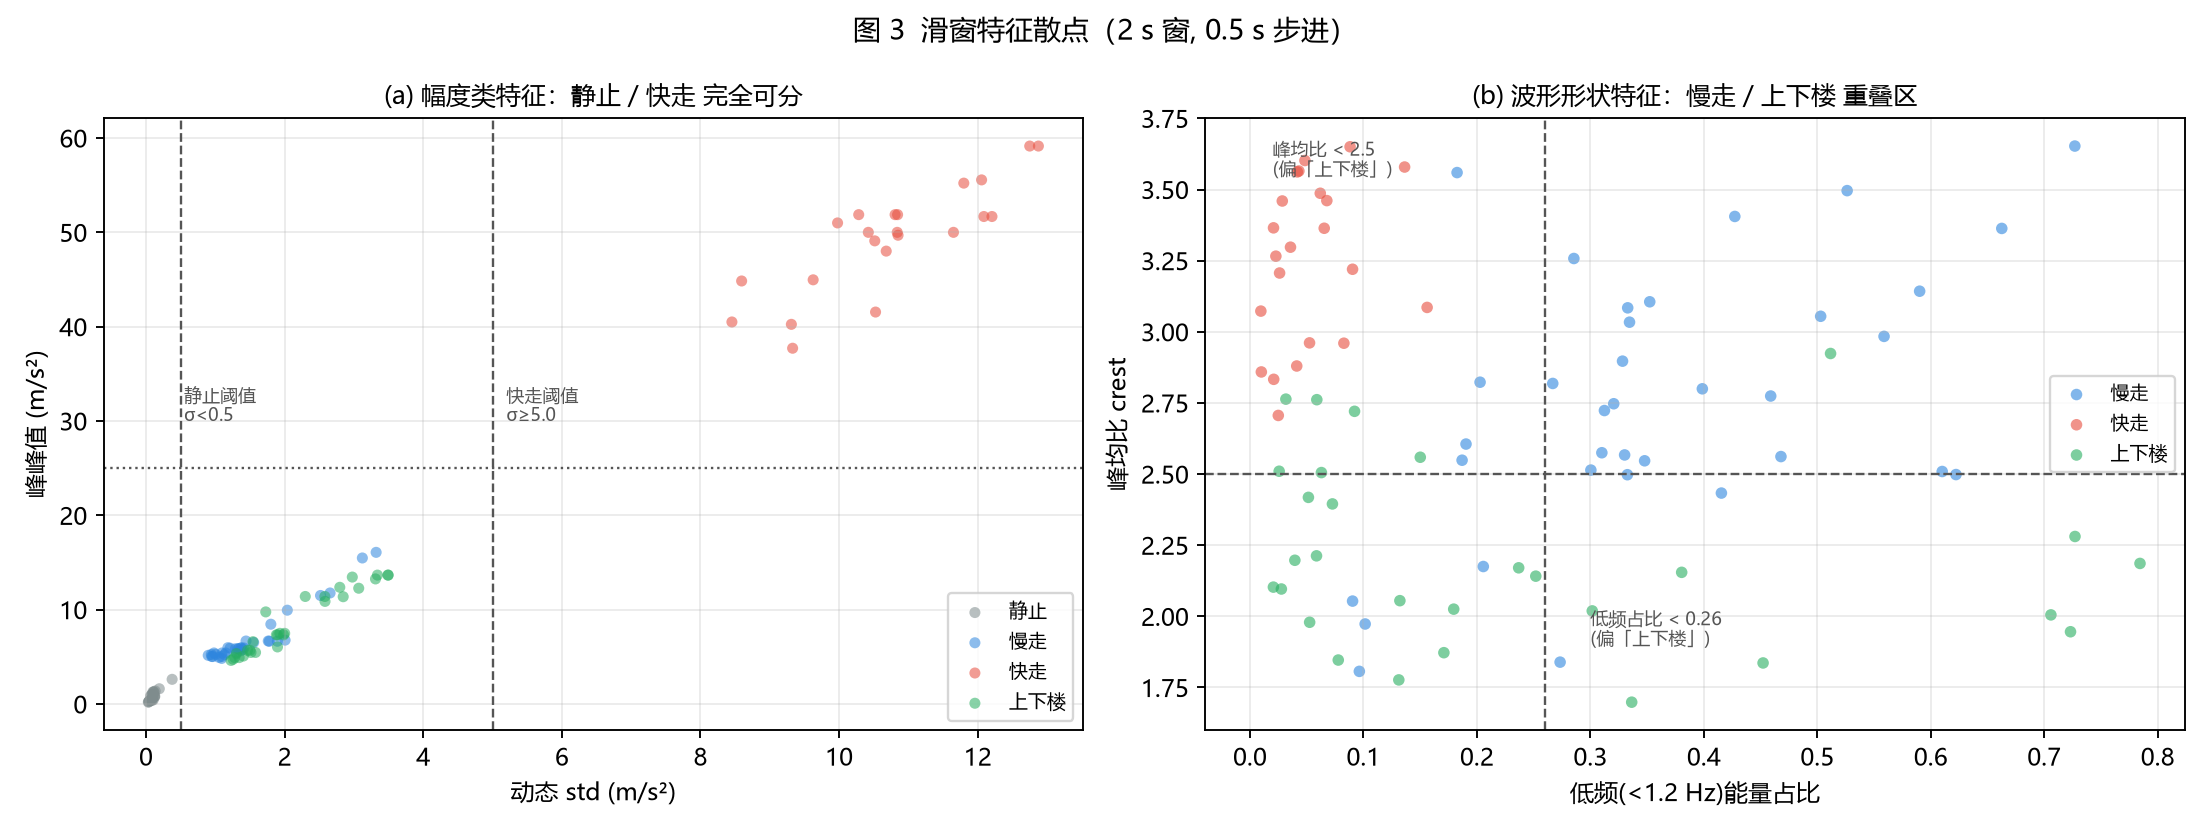 图 3 滑窗特征散点（2 s 窗, 0.5 s 步进）
(a) 幅度类特征：静止 / 快走 完全可分
60
50
40
30
20
10
0
峰峰值 (m/s²)
静止阈值
σ<0.5
快走阈值
σ≥5.0
静止
慢走
快走
上下楼
0 2 4 6 8 10 12
动态 std (m/s²)
(b) 波形形状特征：慢走 / 上下楼 重叠区
3.75
3.50
3.25
3.00
2.75
2.50
2.25
2.00
1.75
峰均比 crest
峰均比 < 2.5
(偏「上下楼」)
慢走
快走
上下楼
低频占比 < 0.26
(偏「上下楼」)
0.0 0.1 0.2 0.3 0.4 0.5 0.6 0.7 0.8
低频(<1.2 Hz)能量占比